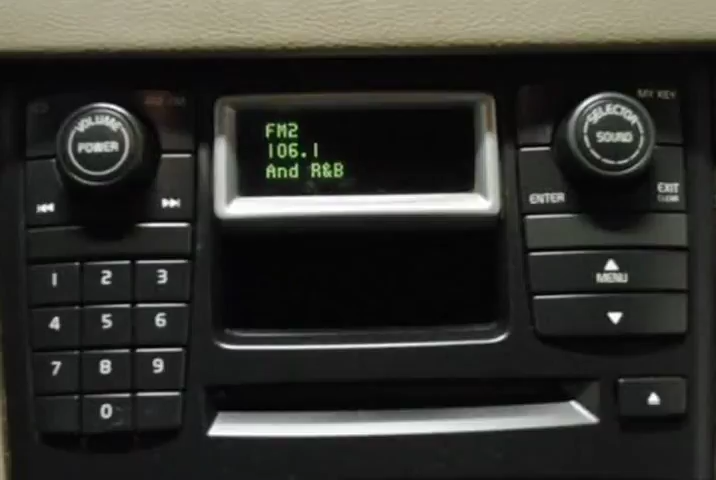 VOLUME
POWER
FM2
106.1
And R&B
MY KEY
SELECTOR
SOUND
ENTER
EXIT
CLEAR
1 2 3
4 5 6
7 8 9
0
MENU